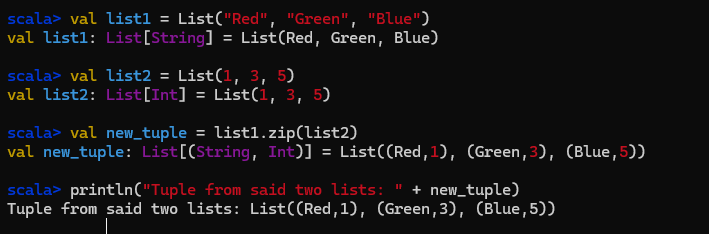 scala> val list1 = List("Red", "Green", "Blue")
val list1: List[String] = List(Red, Green, Blue)
scala> val list2 = List(1, 3, 5)
val list2: List[Int] = List(1, 3, 5)
scala> val new_tuple = list1.zip(list2)
val new_tuple: List[(String, Int)] = List((Red,1), (Green,3), (Blue,5))
scala> println("Tuple from said two lists: " + new_tuple)
Tuple from said two lists: List((Red,1), (Green,3), (Blue,5))